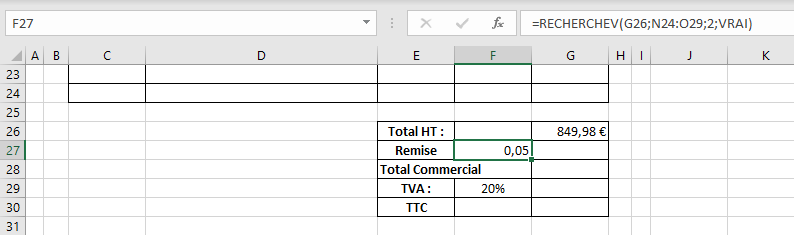 F27 fx =RECHERCHEV(G26;N24:O29;2;VRAI)
A B C D E F G H I J K
23
24
25
26 Total HT : 849,98 €
27 Remise 0,05
28 Total Commercial
29 TVA : 20%
30 TTC
31